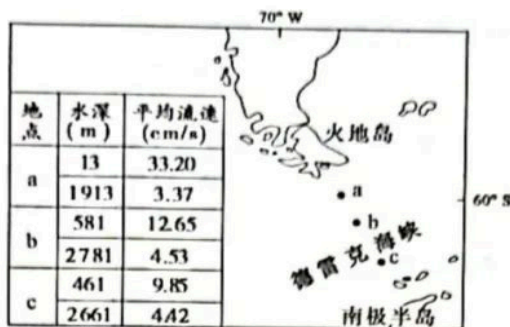 70° W
地点 水深(m) 平均流速(cm/s)
a 13 33.20
1913 3.37
b 581 12.65
2781 4.53
c 461 9.85
2661 4.42
火地岛
a
60° S
b
德雷克海峡
c
南极半岛